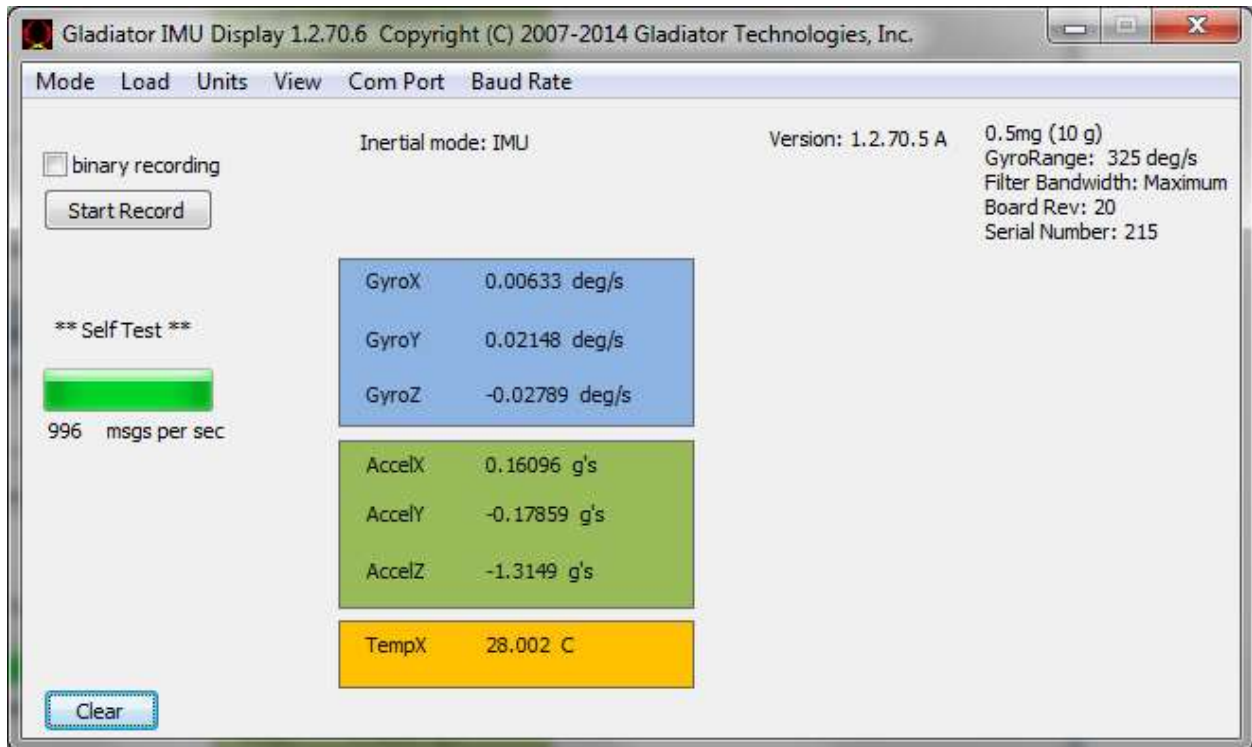 Gladiator IMU Display 1.2.70.6 Copyright (C) 2007-2014 Gladiator Technologies, Inc.
Mode Load Units View Com Port Baud Rate
binary recording
Start Record
Inertial mode: IMU
Version: 1.2.70.5 A
0.5mg (10 g)
GyroRange: 325 deg/s
Filter Bandwidth: Maximum
Board Rev: 20
Serial Number: 215
** Self Test **
996 msgs per sec
GyroX 0.00633 deg/s
GyroY 0.02148 deg/s
GyroZ -0.02789 deg/s
AccelX 0.16096 g's
AccelY -0.17859 g's
AccelZ -1.3149 g's
TempX 28.002 C
Clear